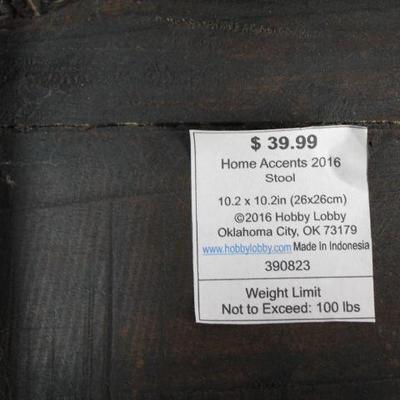 $ 39.99
Home Accents 2016
Stool
10.2 x 10.2in (26x26cm)
©2016 Hobby Lobby
Oklahoma City, OK 73179
www.hobbylobby.com Made In Indonesia
390823
Weight Limit
Not to Exceed: 100 lbs